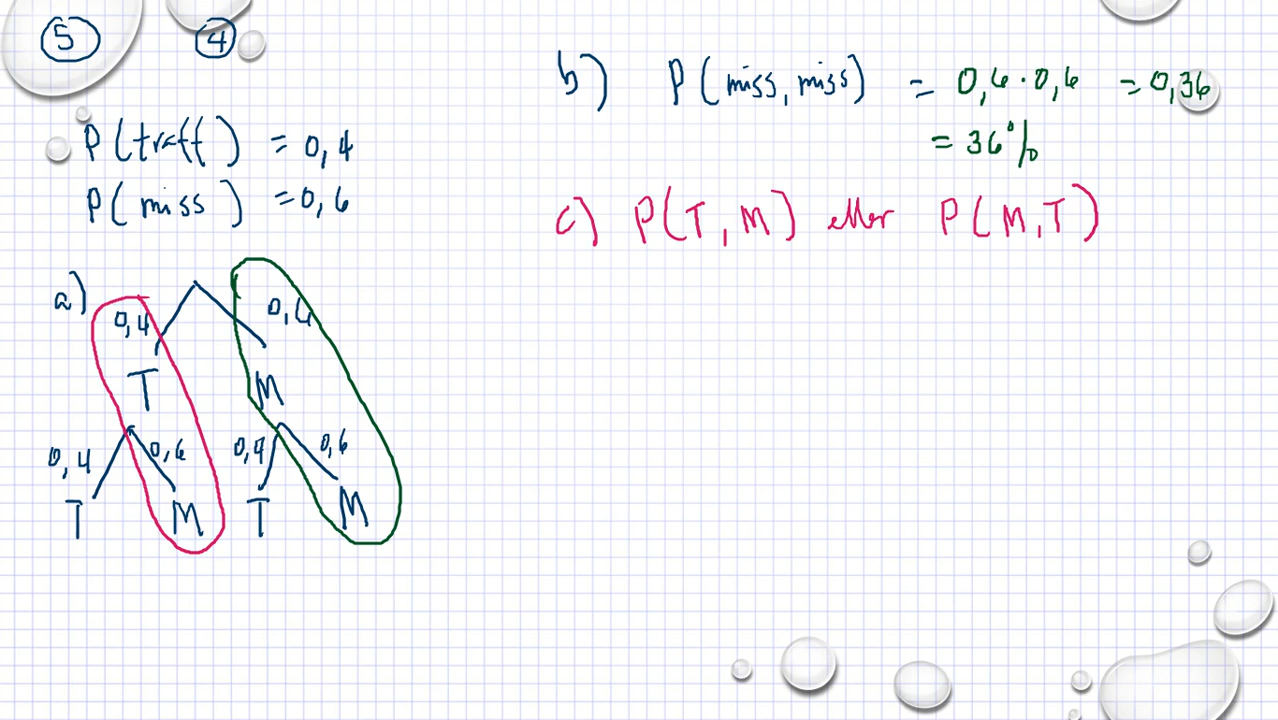 5 4
P(träff) = 0,4
P(miss) = 0,6
a)
0,4 0,6
T M
0,4 0,6 0,4 0,6
T M T M
b) P(miss, miss) = 0,6 · 0,6 = 0,36
= 36%
c) P(T, M) eller P(M, T)